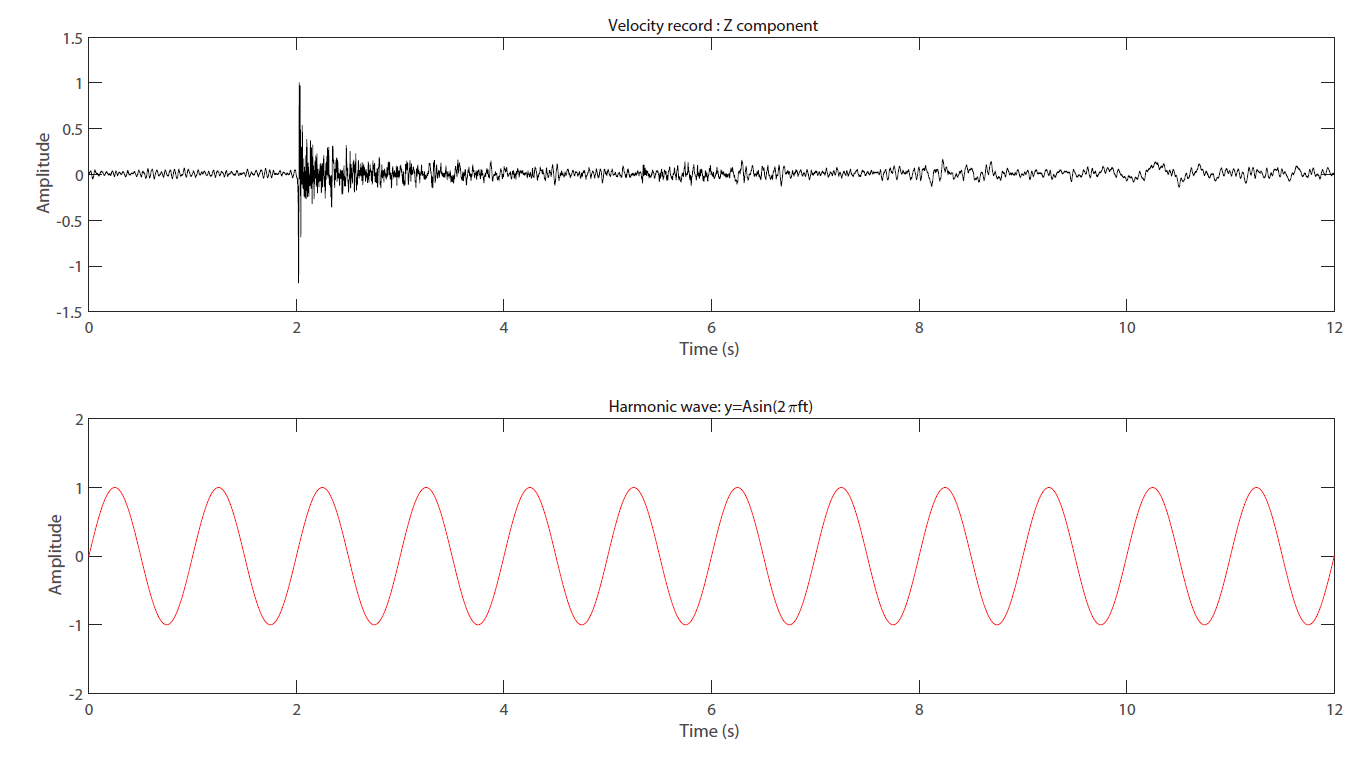 Velocity record : Z component
1.5
1
0.5
0
-0.5
-1
-1.5
Amplitude
0 2 4 6 8 10 12
Time (s)
Harmonic wave: y=Asin(2πft)
2
1
0
-1
-2
Amplitude
0 2 4 6 8 10 12
Time (s)